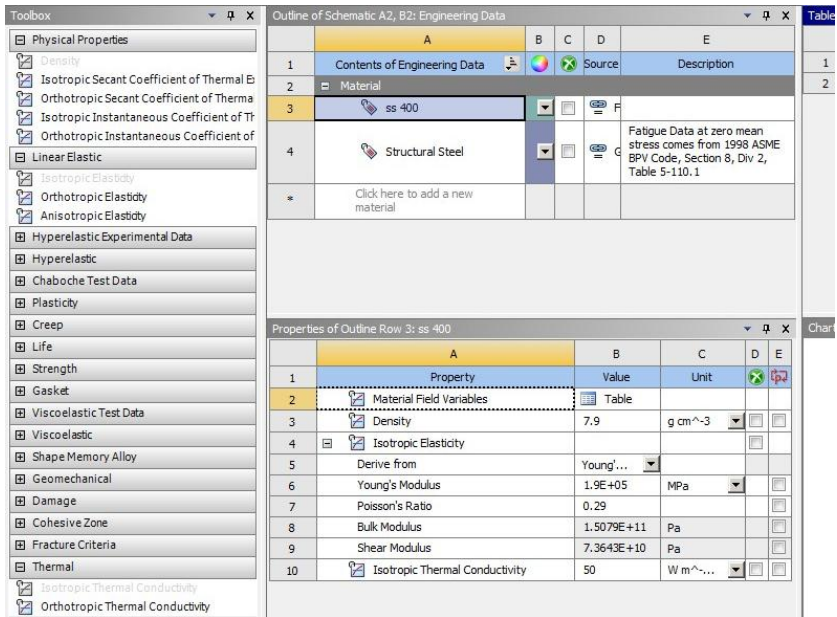 Toolbox
Physical Properties
Density
Isotropic Secant Coefficient of Thermal
Orthotropic Secant Coefficient of Therma
Isotropic Instantaneous Coefficient of Th
Orthotropic Instantaneous Coefficient of
Linear Elastic
Isotropic Elasticity
Orthotropic Elasticity
Anisotropic Elasticity
Hyperelastic Experimental Data
Hyperelastic
Chaboche Test Data
Plasticity
Creep
Life
Strength
Gasket
Viscoelastic Test Data
Viscoelastic
Shape Memory Alloy
Geomechanical
Damage
Cohesive Zone
Fracture Criteria
Thermal
Isotropic Thermal Conductivity
Orthotropic Thermal Conductivity
Outline of Schematic A2, B2: Engineering Data
A B C D E
1 Contents of Engineering Data Source Description
2 Material
3 ss 400 F
4 Structural Steel G
Fatigue Data at zero mean
stress comes from 1998 ASME
BPV Code, Section 8, Div 2,
Table 5-110.1
* Click here to add a new
material
Properties of Outline Row 3: ss 400
A B C D E
1 Property Value Unit
2 Material Field Variables Table
3 Density 7.9 g cm^-3
4 Isotropic Elasticity
5 Derive from Young'...
6 Young's Modulus 1.9E+05 MPa
7 Poisson's Ratio 0.29
8 Bulk Modulus 1.5079E+11 Pa
9 Shear Modulus 7.3643E+10 Pa
10 Isotropic Thermal Conductivity 50 W m^-...
Table
1
2
Chart